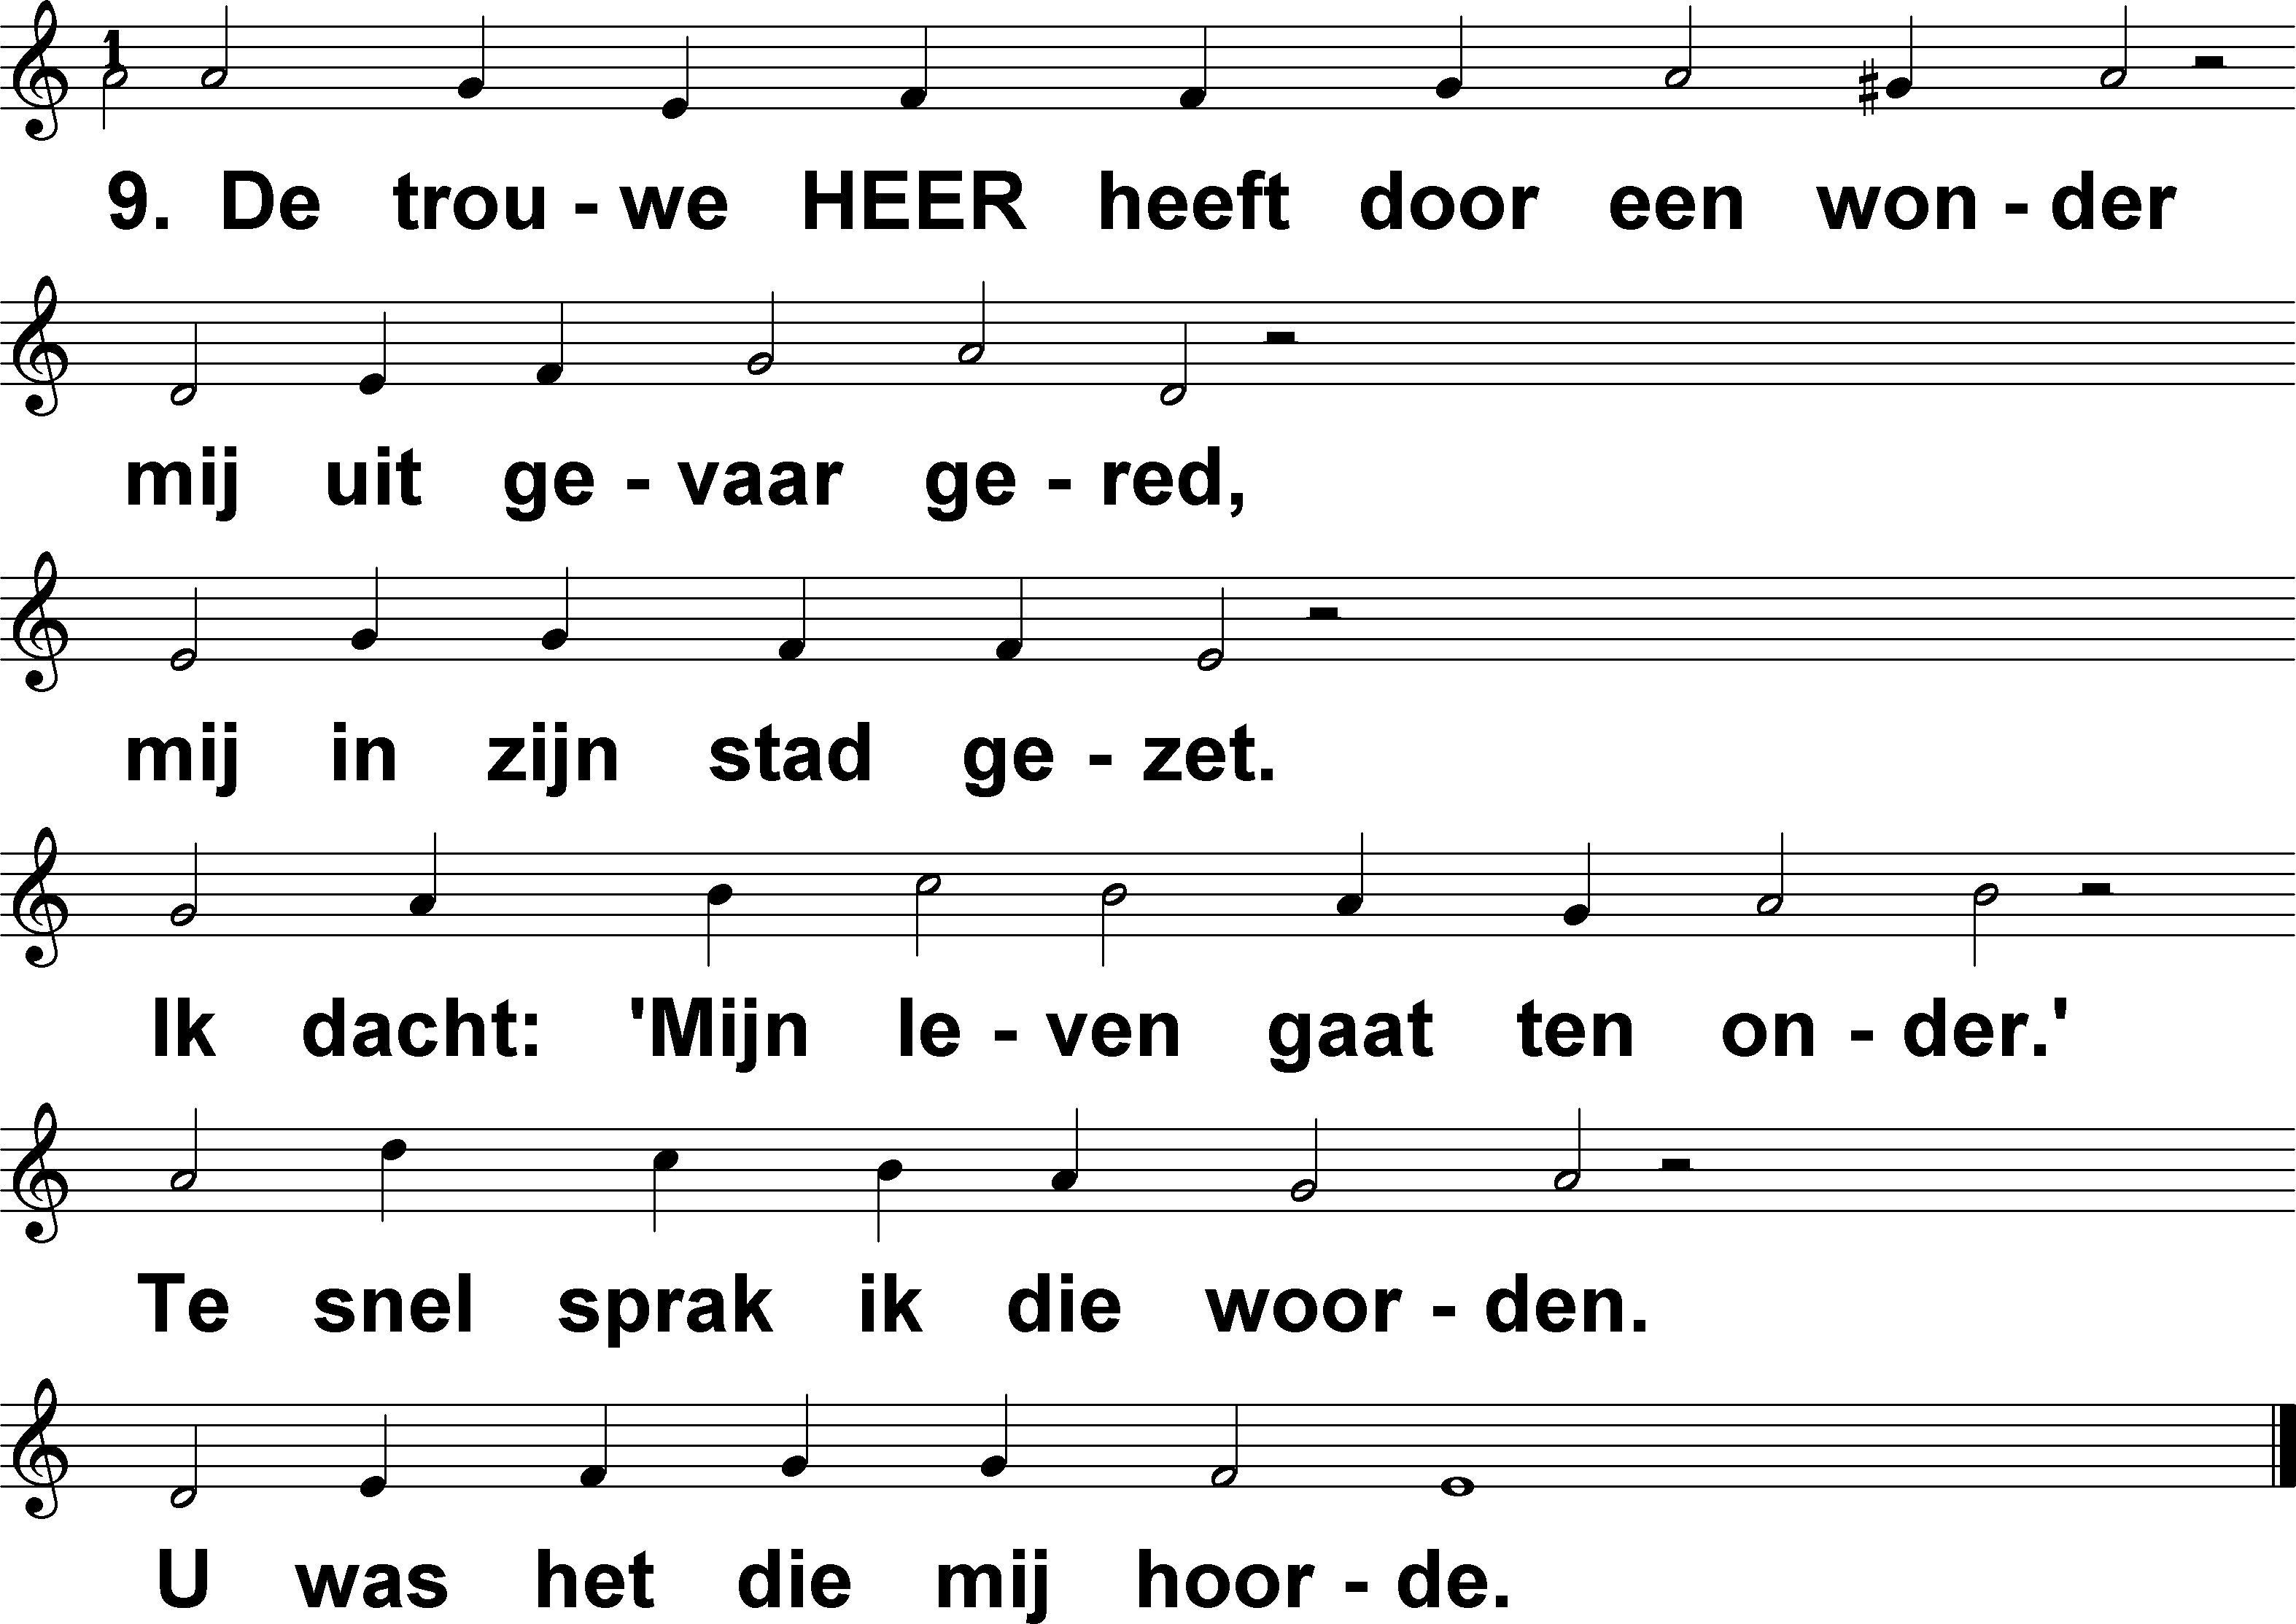 1
9. De trou - we HEER heeft door een won - der
mij uit ge - vaar ge - red,
mij in zijn stad ge - zet.
Ik dacht: 'Mijn le - ven gaat ten on - der.'
Te snel sprak ik die woor - den.
U was het die mij hoor - de.